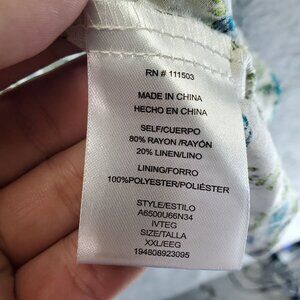 RN # 111503
MADE IN CHINA
HECHO EN CHINA
SELF/CUERPO
80% RAYON /RAYÓN
20% LINEN/LINO
LINING/FORRO
100%POLYESTER/POLIÉSTER
STYLE/ESTILO
A6500U66N34
IVTEG
SIZE/TALLA
XXL/EEG
194808923095